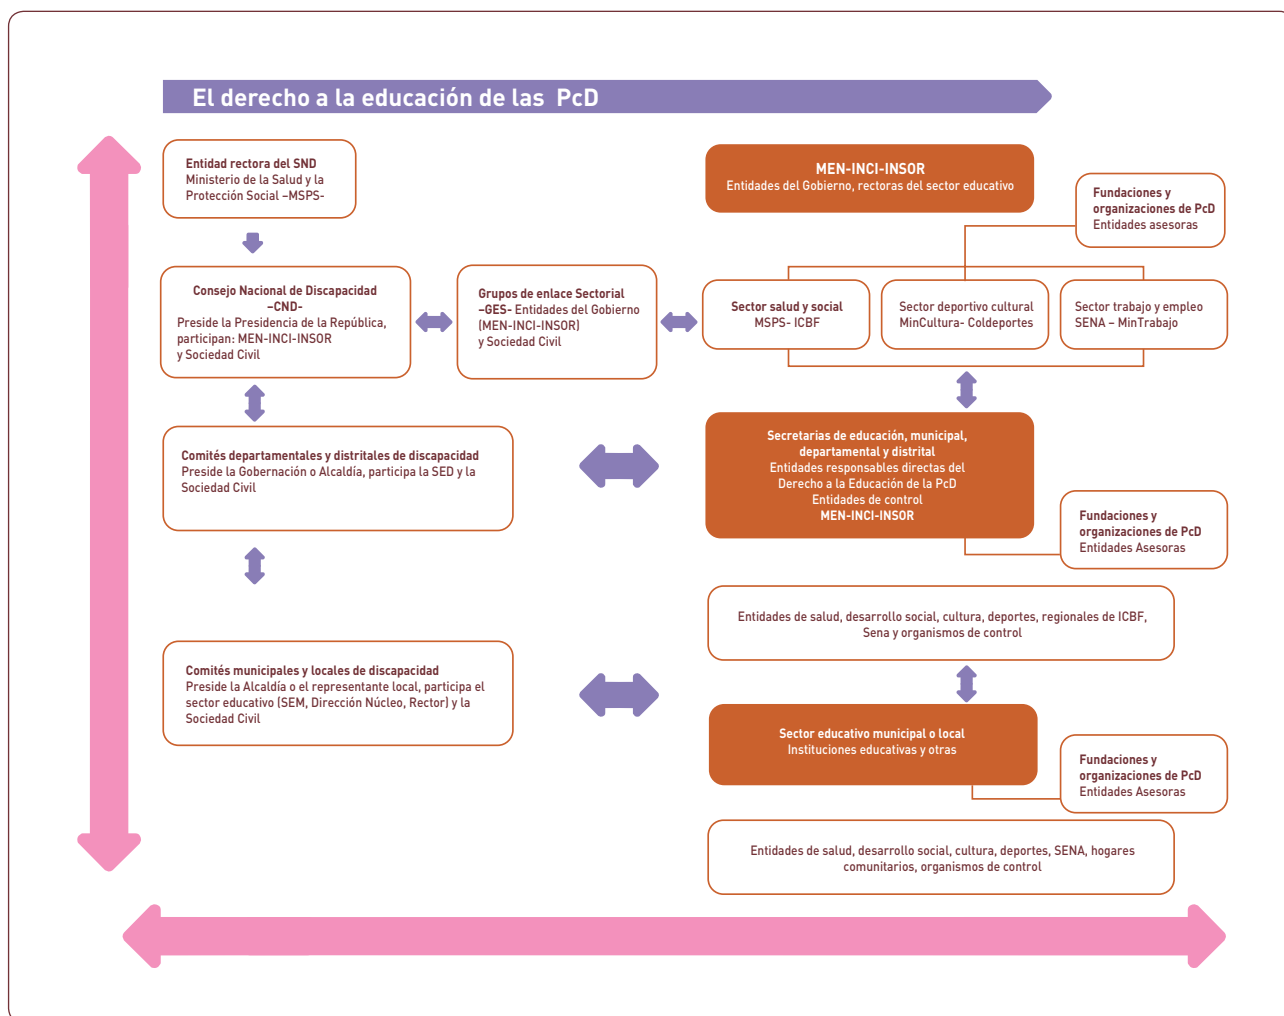 El derecho a la educación de las PcD
Entidad rectora del SND
Ministerio de la Salud y la
Protección Social –MSPS-
MEN-INCI-INSOR
Entidades del Gobierno, rectoras del sector educativo
Fundaciones y
organizaciones de PcD
Entidades asesoras
Consejo Nacional de Discapacidad
–CND-
Preside la Presidencia de la República,
participan: MEN-INCI-INSOR
y Sociedad Civil
Grupos de enlace Sectorial
–GES- Entidades del Gobierno
(MEN-INCI-INSOR)
y Sociedad Civil
Sector salud y social
MSPS- ICBF
Sector deportivo cultural
MinCultura- Coldeportes
Sector trabajo y empleo
SENA – MinTrabajo
Comités departamentales y distritales de discapacidad
Preside la Gobernación o Alcaldía, participa la SED y la
Sociedad Civil
Secretarias de educación, municipal,
departamental y distrital
Entidades responsables directas del
Derecho a la Educación de la PcD
Entidades de control
MEN-INCI-INSOR
Fundaciones y
organizaciones de PcD
Entidades Asesoras
Entidades de salud, desarrollo social, cultura, deportes, regionales de ICBF,
Sena y organismos de control
Comités municipales y locales de discapacidad
Preside la Alcaldía o el representante local, participa el
sector educativo (SEM, Dirección Núcleo, Rector) y la
Sociedad Civil
Sector educativo municipal o local
Instituciones educativas y otras
Fundaciones y
organizaciones de PcD
Entidades Asesoras
Entidades de salud, desarrollo social, cultura, deportes, SENA, hogares
comunitarios, organismos de control